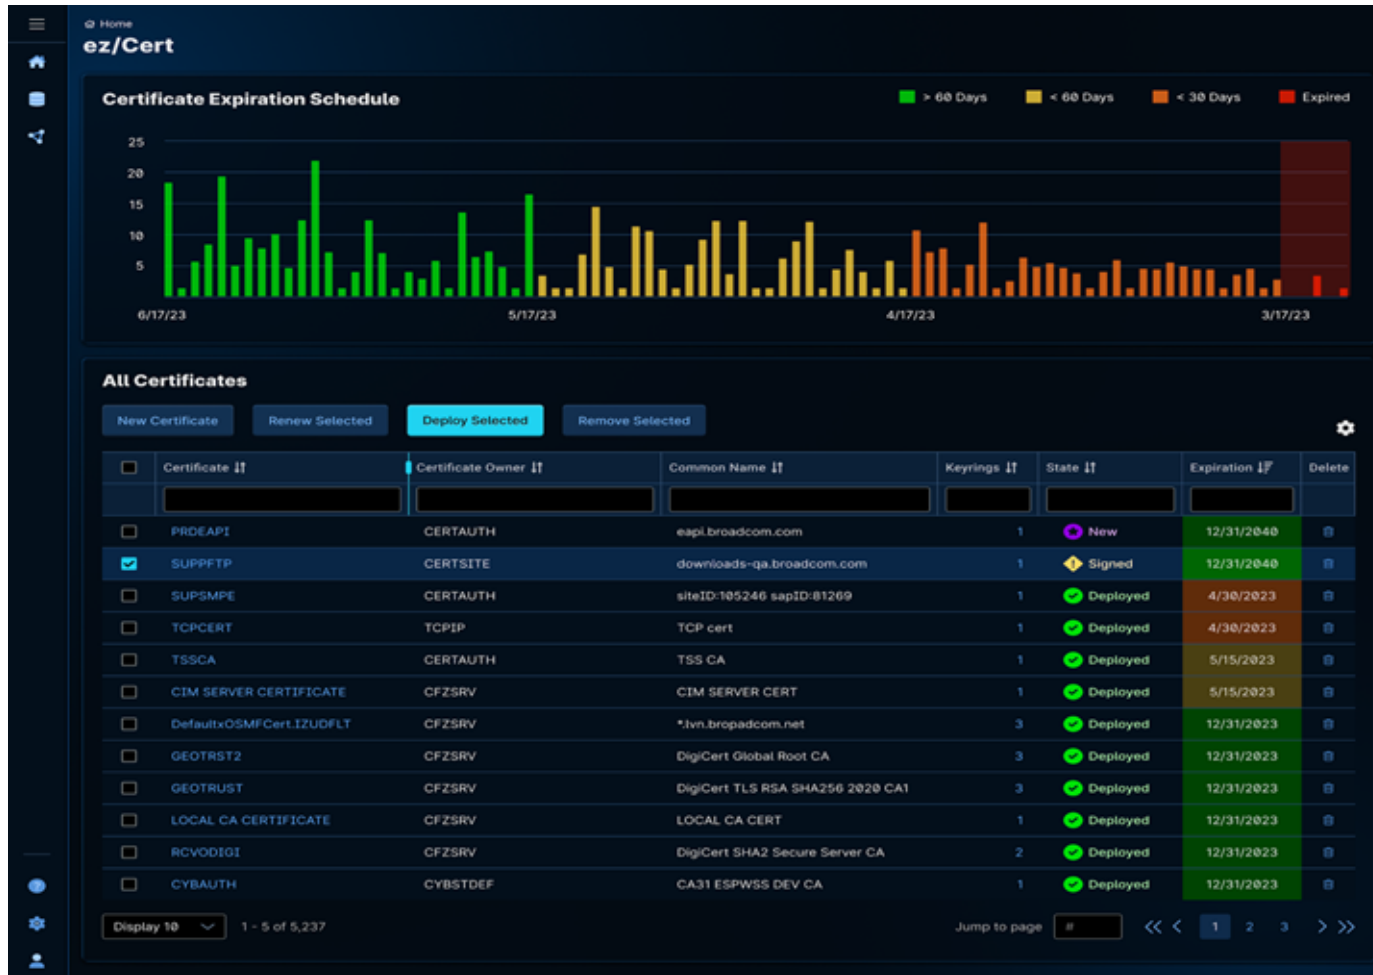 Home
ez/Cert
Certificate Expiration Schedule
> 60 Days < 60 Days < 30 Days Expired
25
20
15
10
5
6/17/23 5/17/23 4/17/23 3/17/23
All Certificates
New Certificate Renew Selected Deploy Selected Remove Selected
Certificate Certificate Owner Common Name Keyrings State Expiration Delete
PRDEAPI CERTAUTH eapi.broadcom.com 1 New 12/31/2040
SUPPFTP CERTSITE downloads-qa.broadcom.com 1 Signed 12/31/2040
SUPSMPE CERTAUTH siteID:105246 sapID:81269 1 Deployed 4/30/2023
TCPCERT TCPIP TCP cert 1 Deployed 4/30/2023
TSSCA CERTAUTH TSS CA 1 Deployed 5/15/2023
CIM SERVER CERTIFICATE CFZSRV CIM SERVER CERT 1 Deployed 5/15/2023
DefaultxOSMFCert.IZUDFLT CFZSRV *.lvn.bropadcom.net 3 Deployed 12/31/2023
GEOTRST2 CFZSRV DigiCert Global Root CA 3 Deployed 12/31/2023
GEOTRUST CFZSRV DigiCert TLS RSA SHA256 2020 CA1 3 Deployed 12/31/2023
LOCAL CA CERTIFICATE CFZSRV LOCAL CA CERT 1 Deployed 12/31/2023
RCVODIGI CFZSRV DigiCert SHA2 Secure Server CA 2 Deployed 12/31/2023
CYBAUTH CYBSTDEF CA31 ESPWSS DEV CA 1 Deployed 12/31/2023
Display 10 1 - 5 of 5,237 Jump to page # << < 1 2 3 > >>